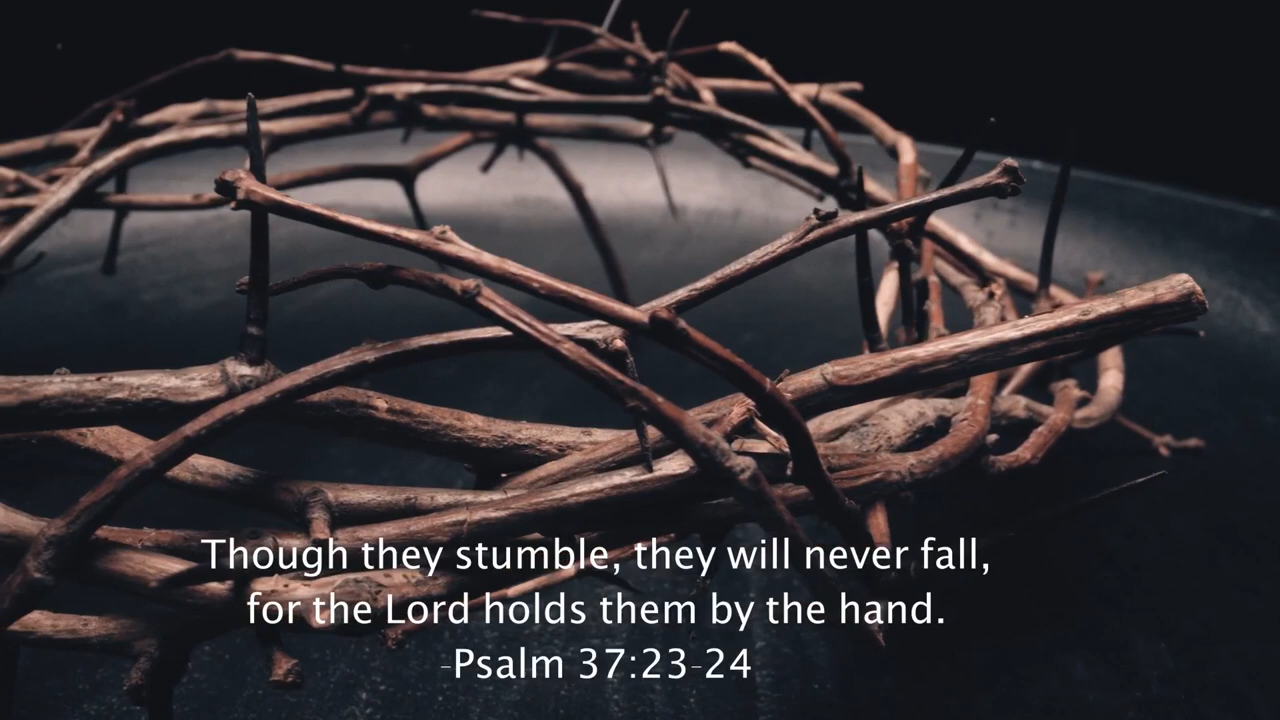 Though they stumble, they will never fall,
for the Lord holds them by the hand.
-Psalm 37:23-24